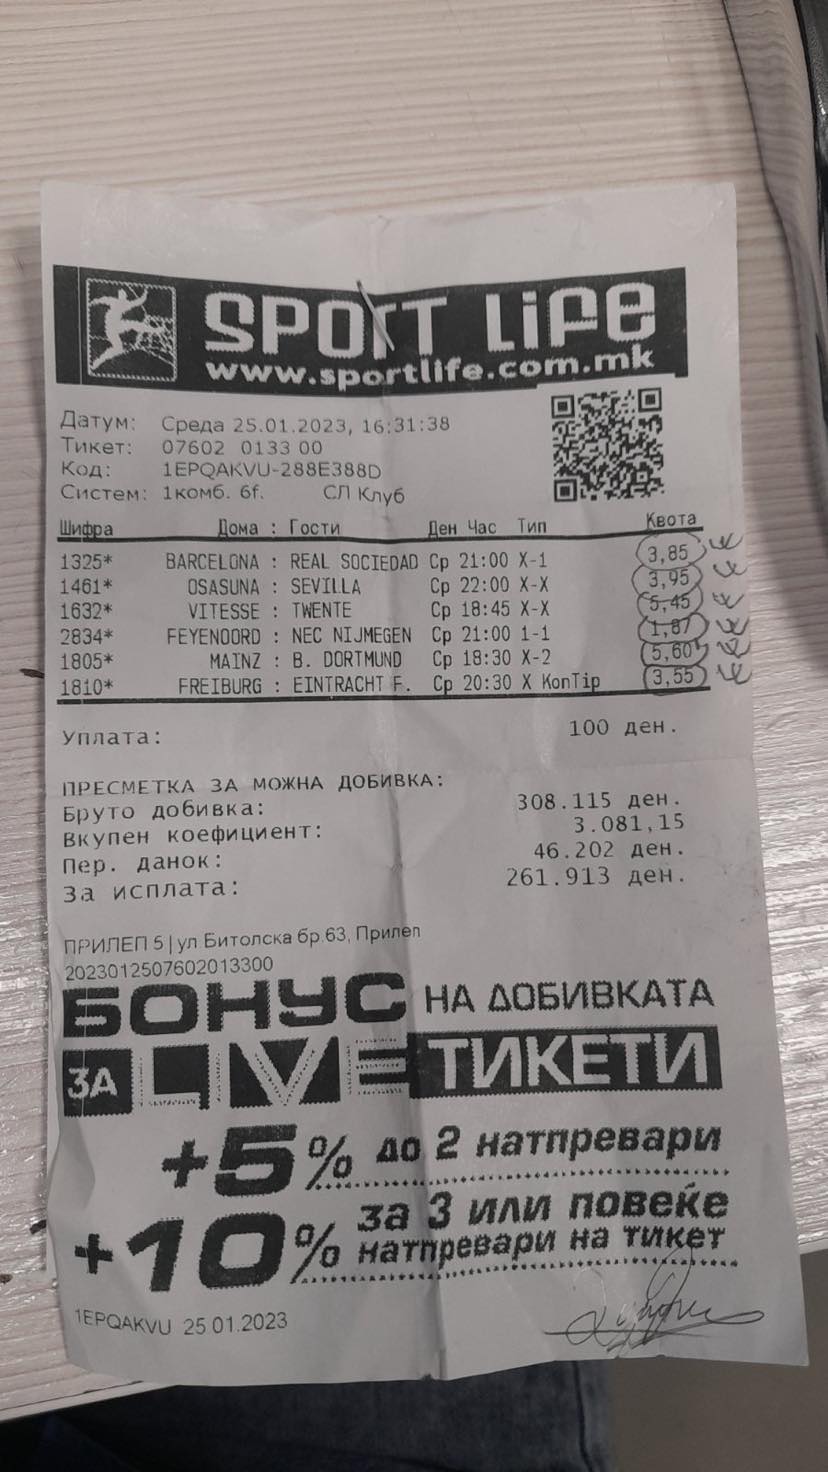 SPORT LiFe
www.sportlife.com.mk
Датум: Среда 25.01.2023, 16:31:38
Тикет: 07602 0133 00
Код: 1EPQAKVU-288E388D
Систем: 1комб. 6f. СЛ Клуб
Шифра Дома : Гости Ден Час Тип Квота
1325* BARCELONA : REAL SOCIEDAD Ср 21:00 X-1 3,85
1461* OSASUNA : SEVILLA Ср 22:00 X-X 3,95
1632* VITESSE : TWENTE Ср 18:45 X-X 5,45
2834* FEYENOORD : NEC NIJMEGEN Ср 21:00 1-1 1,87
1805* MAINZ : B. DORTMUND Ср 18:30 X-2 5,60
1810* FREIBURG : EINTRACHT F. Ср 20:30 X KonTip 3,55
Уплата: 100 ден.
ПРЕСМЕТКА ЗА МОЖНА ДОБИВКА:
Бруто добивка: 308.115 ден.
Вкупен коефициент: 3.081,15
Пер. данок: 46.202 ден.
За исплата: 261.913 ден.
ПРИЛЕП 5 | ул Битолска бр.63, Прилеп
2023012507602013300
БОНУС НА ДОБИВКАТА
ЗА LIVE ТИКЕТИ
+5% до 2 натпревари
+10% за 3 или повеќе
натпревари на тикет
1EPQAKVU 25.01.2023